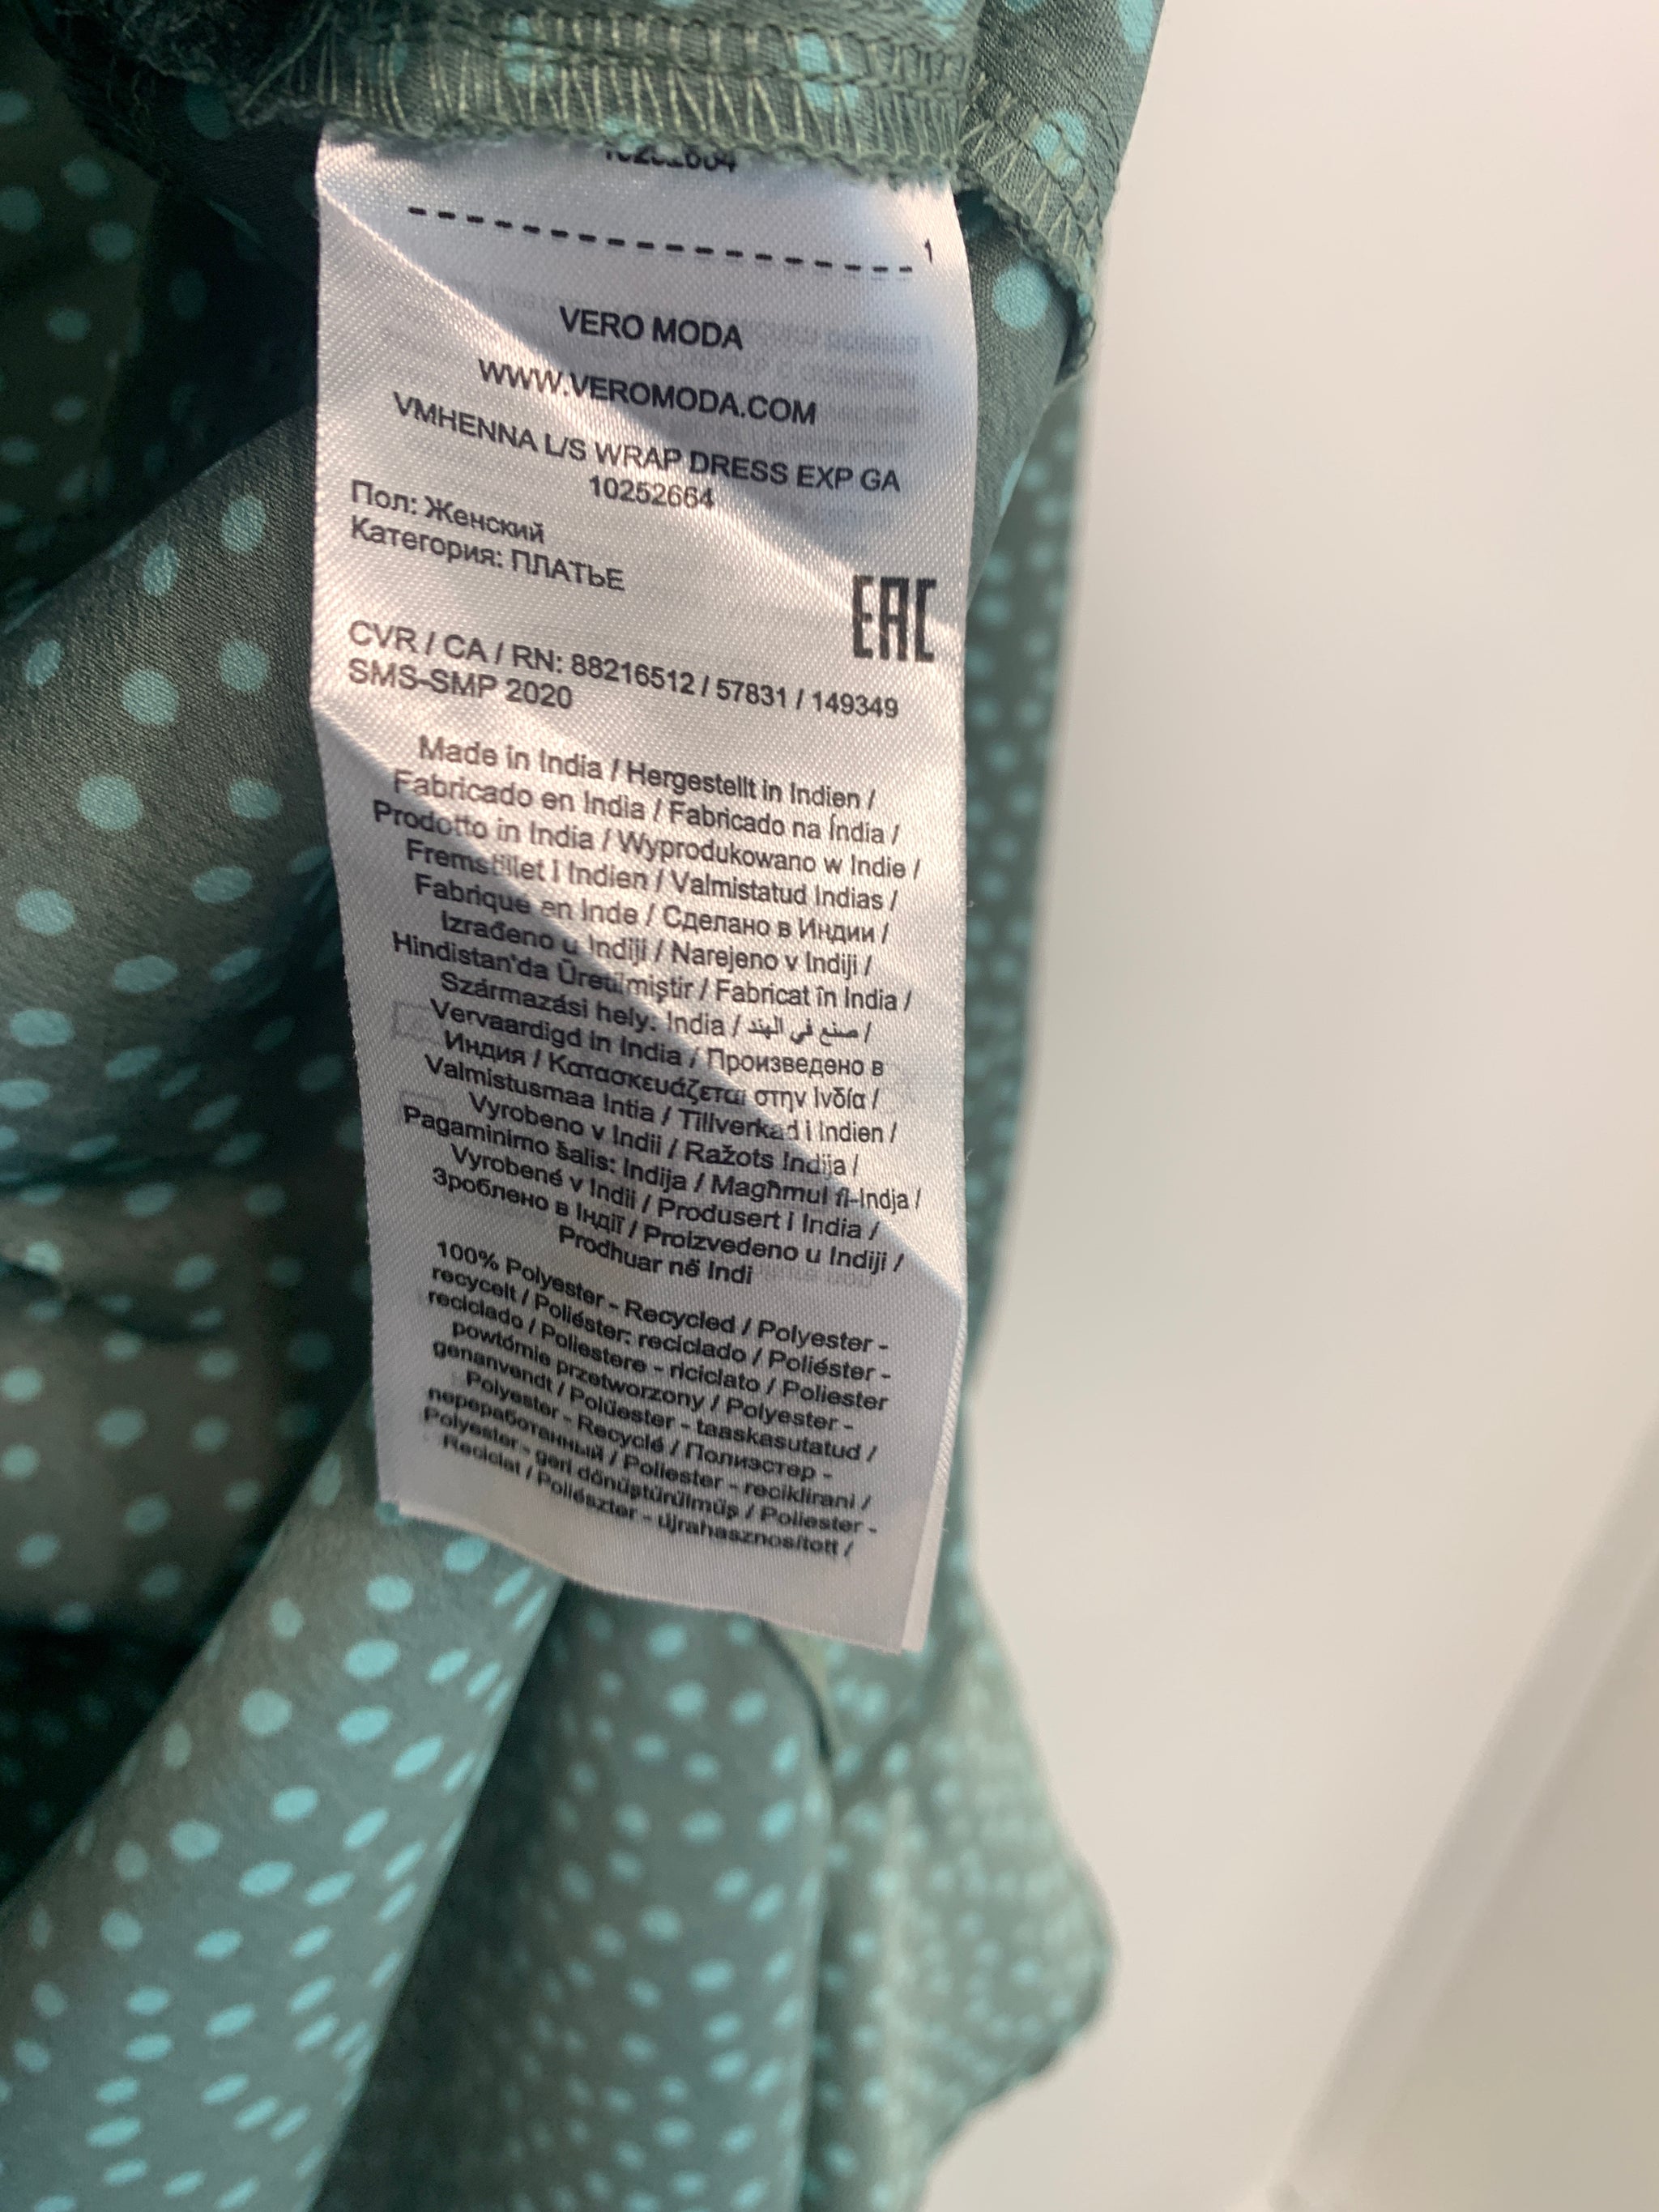 10252664
1
VERO MODA
WWW.VEROMODA.COM
VMHENNA L/S WRAP DRESS EXP GA
10252664
Пол: Женский
Категория: ПЛАТЬЕ
EAC
CVR / CA / RN: 88216512 / 57831 / 149349
SMS-SMP 2020
Made in India / Hergestellt in Indien /
Fabricado en India / Fabricado na Índia /
Prodotto in India / Wyprodukowano w Indie /
Fremstillet i Indien / Valmistatud Indias /
Fabriqué en Inde / Сделано в Индии /
Izrađeno u Indiji / Narejeno v Indiji /
Hindistan'da Üretilmiştir / Fabricat în India /
Származási hely: India / صنع في الهند /
Vervaardigd in India / Произведено в
Индия / Κατασκευάζεται στην Ινδία /
Valmistusmaa Intia / Tillverkad i Indien /
Vyrobeno v Indii / Ražots Indija /
Pagaminimo šalis: Indija / Magħmul fl-Indja /
Vyrobené v Indii / Produsert i India /
Зроблено в Індії / Proizvedeno u Indiji /
Prodhuar në Indi
100% Polyester - Recycled / Polyester -
recycelt / Poliéster: reciclado / Poliéster -
reciclado / Poliestere - riciclato / Poliester
powtórnie przetworzony / Polyester -
genanvendt / Polüester - taaskasutatud /
Polyester - Recyclé / Полиэстер -
переработанный / Poliester - reciklirani /
Polyester - geri dönüştürülmüş / Poliester -
Reciclat / Poliészter - újrahasznosított /